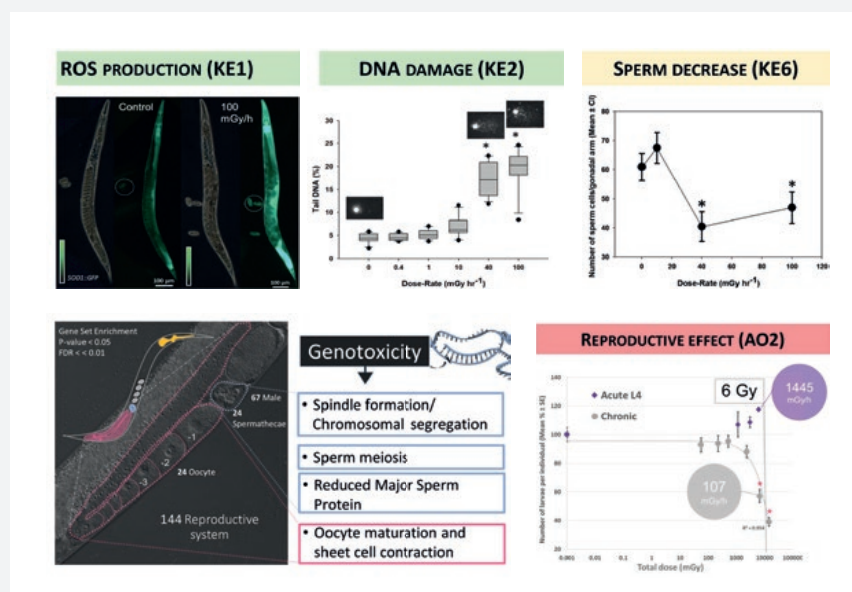 ROS PRODUCTION (KE1)
Control
100
mGy/h
SOD1::GFP
100 µm
100 µm
DNA DAMAGE (KE2)
Tail DNA (%)
30
25
20
15
10
5
0
*
*
0
0.4
1
10
40
100
Dose-Rate (mGy hr⁻¹)
SPERM DECREASE (KE6)
Number of sperm cells/gonadal arm (Mean ± CI)
80
70
60
50
40
30
*
*
0
20
40
60
80
100
120
Dose-Rate (mGy hr⁻¹)
Gene Set Enrichment
P-value < 0.05
FDR < < 0.01
67 Male
24
Spermathecae
-1
-2
-3
24 Oocyte
144 Reproductive
system
Genotoxicity
• Spindle formation/
Chromosomal segregation
• Sperm meiosis
• Reduced Major Sperm
Protein
• Oocyte maturation and
sheet cell contraction
REPRODUCTIVE EFFECT (AO2)
Number of larvae per individual (Mean % ± SE)
140
120
100
80
60
40
20
Acute L4
Chronic
6 Gy
1445
mGy/h
107
mGy/h
0.001
0.01
0.1
1
10
100
1000
10000
100000
Total dose (mGy)